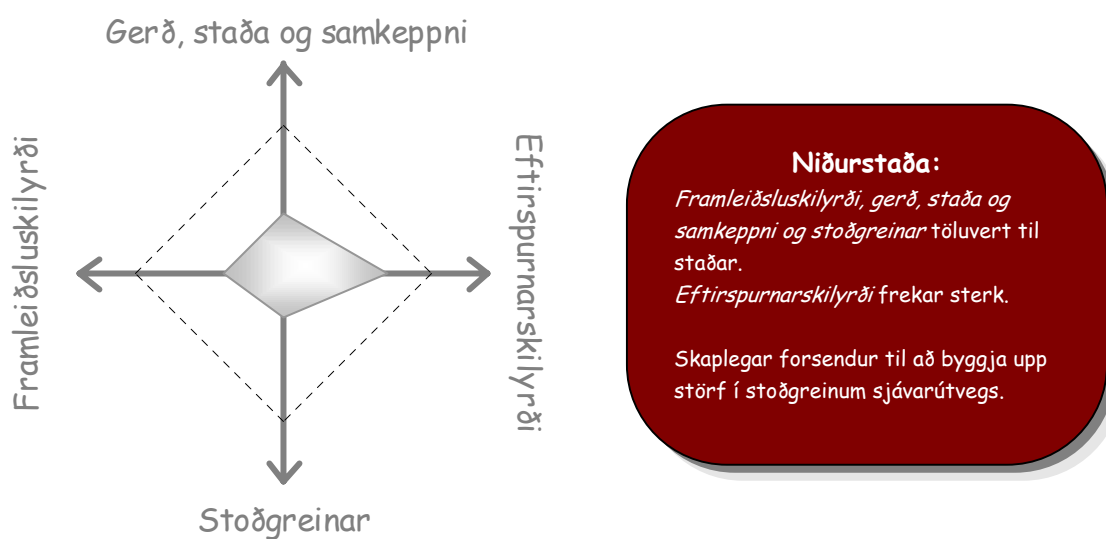 Gerð, staða og samkeppni
Framleiðsluskilyrði
Eftirspurnarskilyrði
Stoðgreinar
Niðurstaða:
Framleiðsluskilyrði, gerð, staða og
samkeppni og stoðgreinar töluvert til
staðar.
Eftirspurnarskilyrði frekar sterk.
Skaplegar forsendur til að byggja upp
störf í stoðgreinum sjávarútvegs.